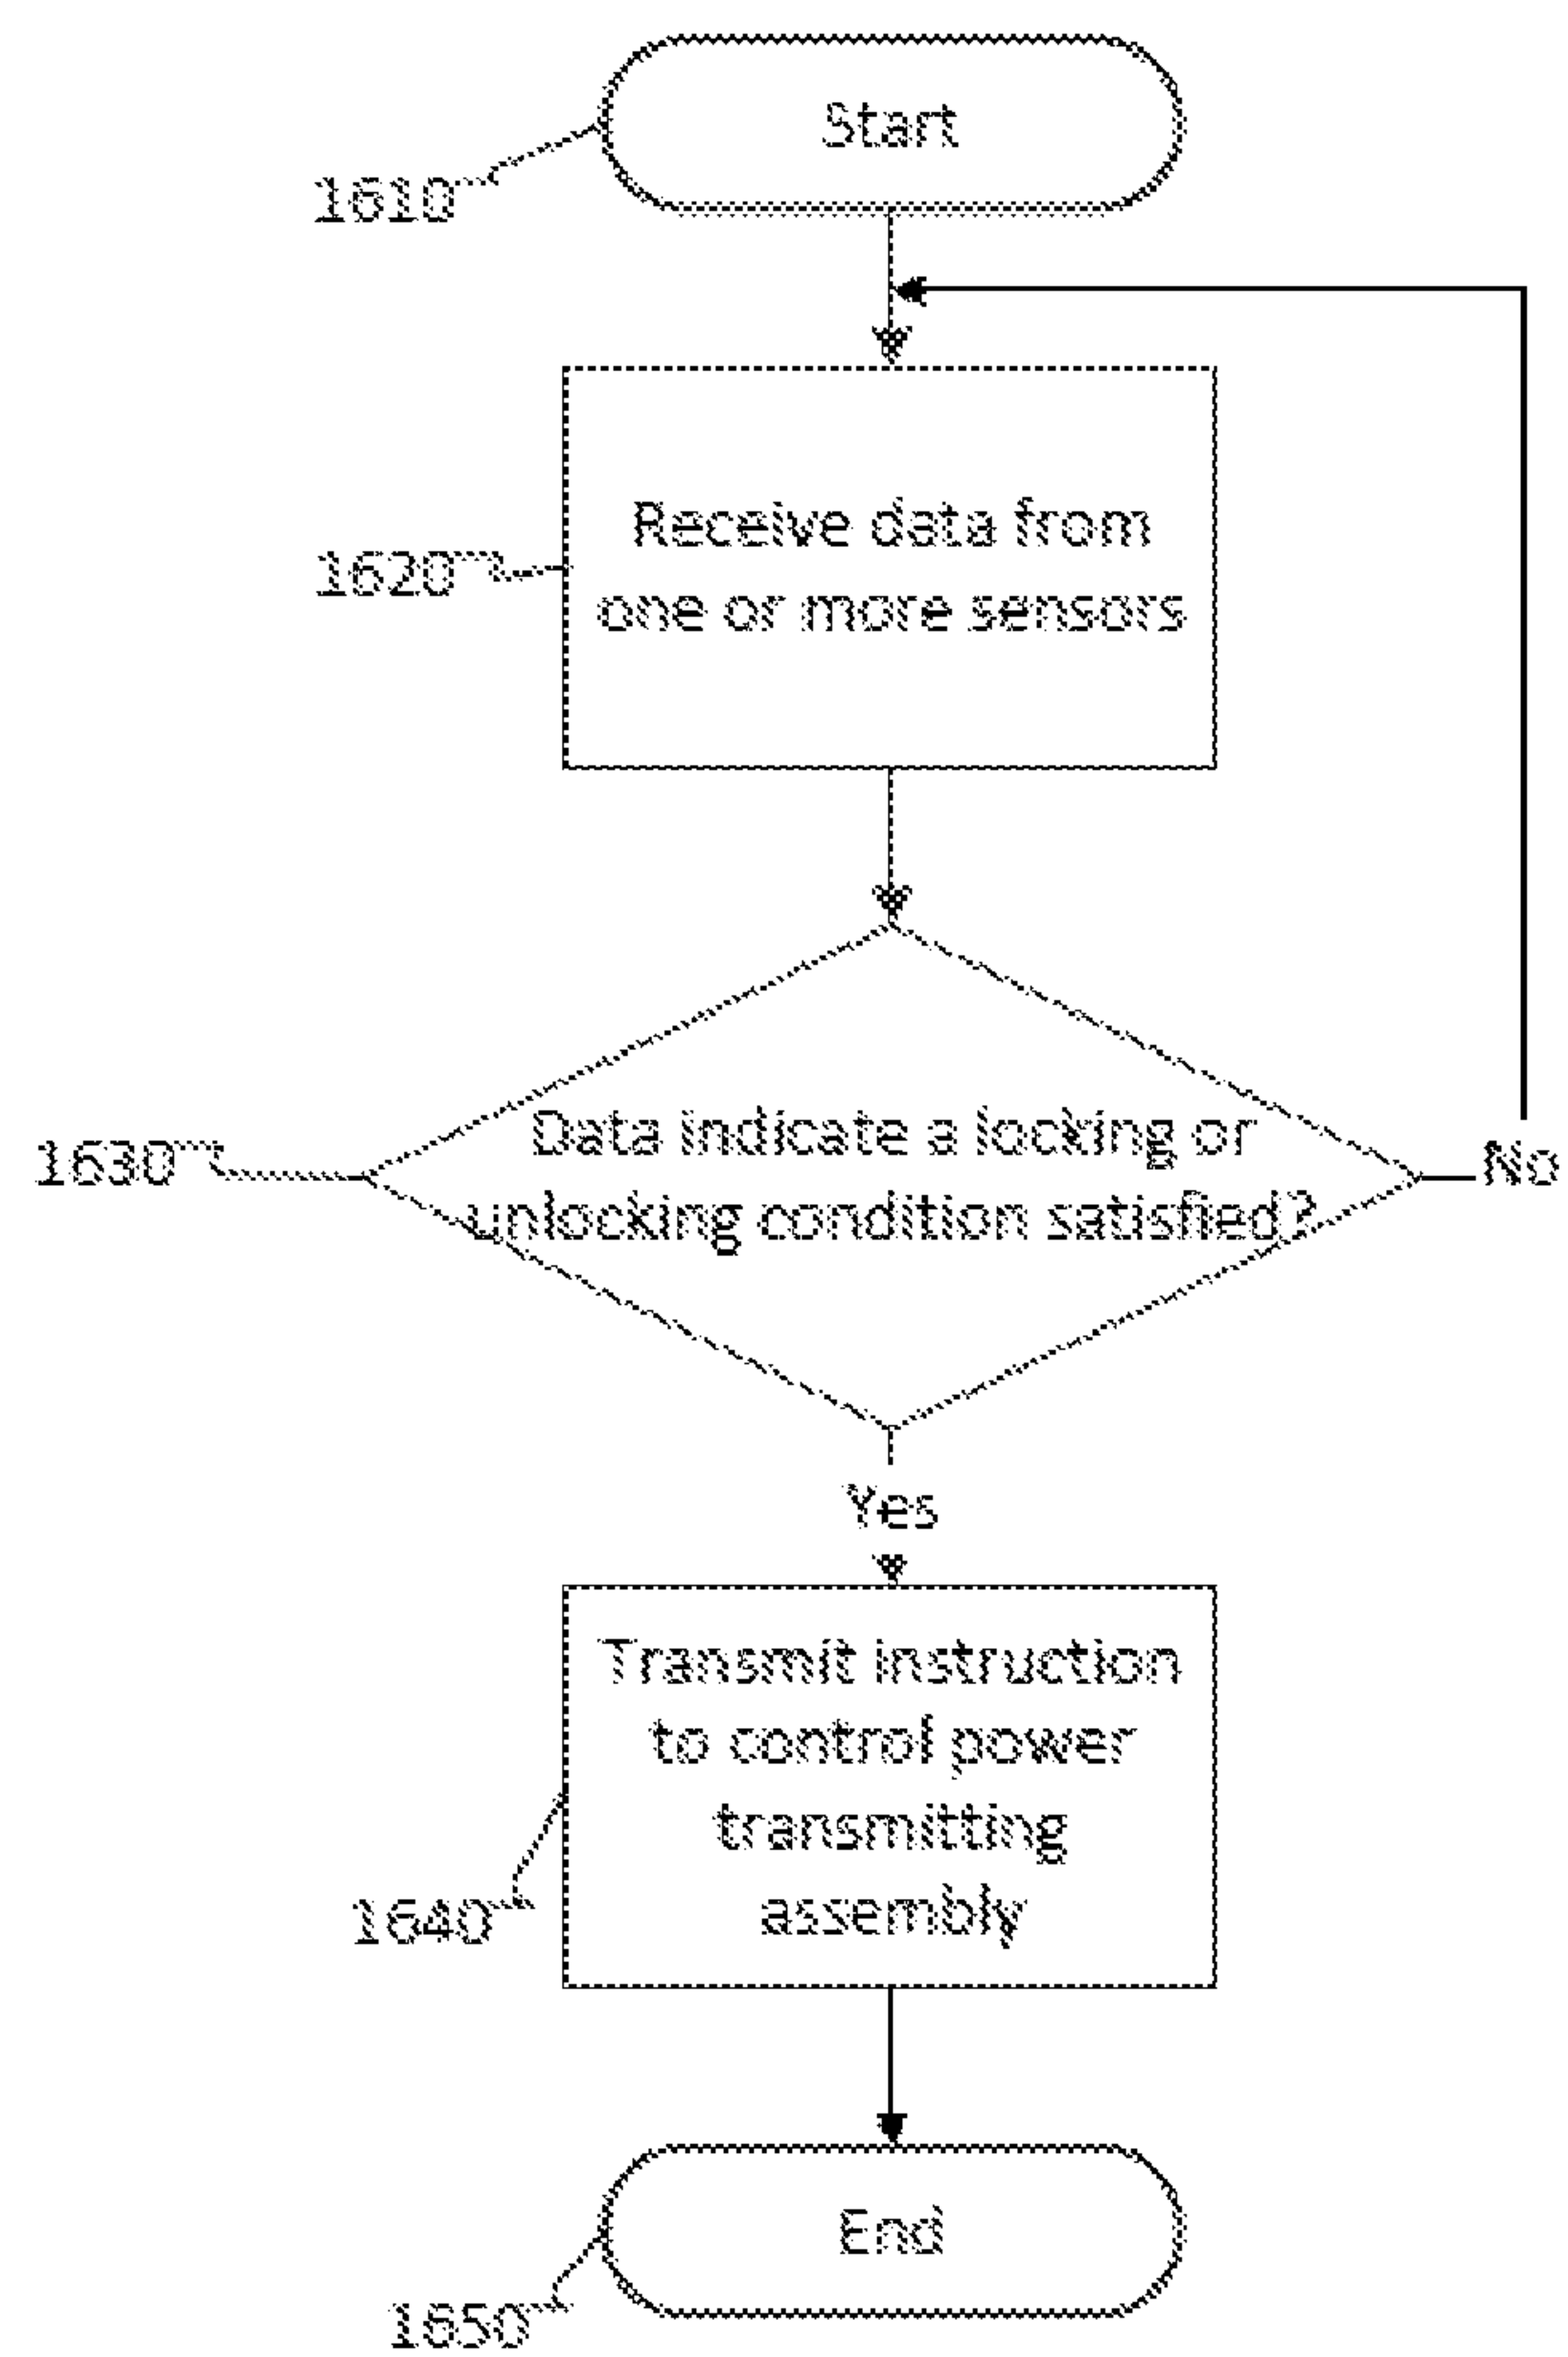 Start
1610
Receive data from
one or more sensors
1620
Data indicate a locking or
unlocking condition satisfied?
1630
No
Yes
Transmit instruction
to control power
transmitting
assembly
1640
End
1650